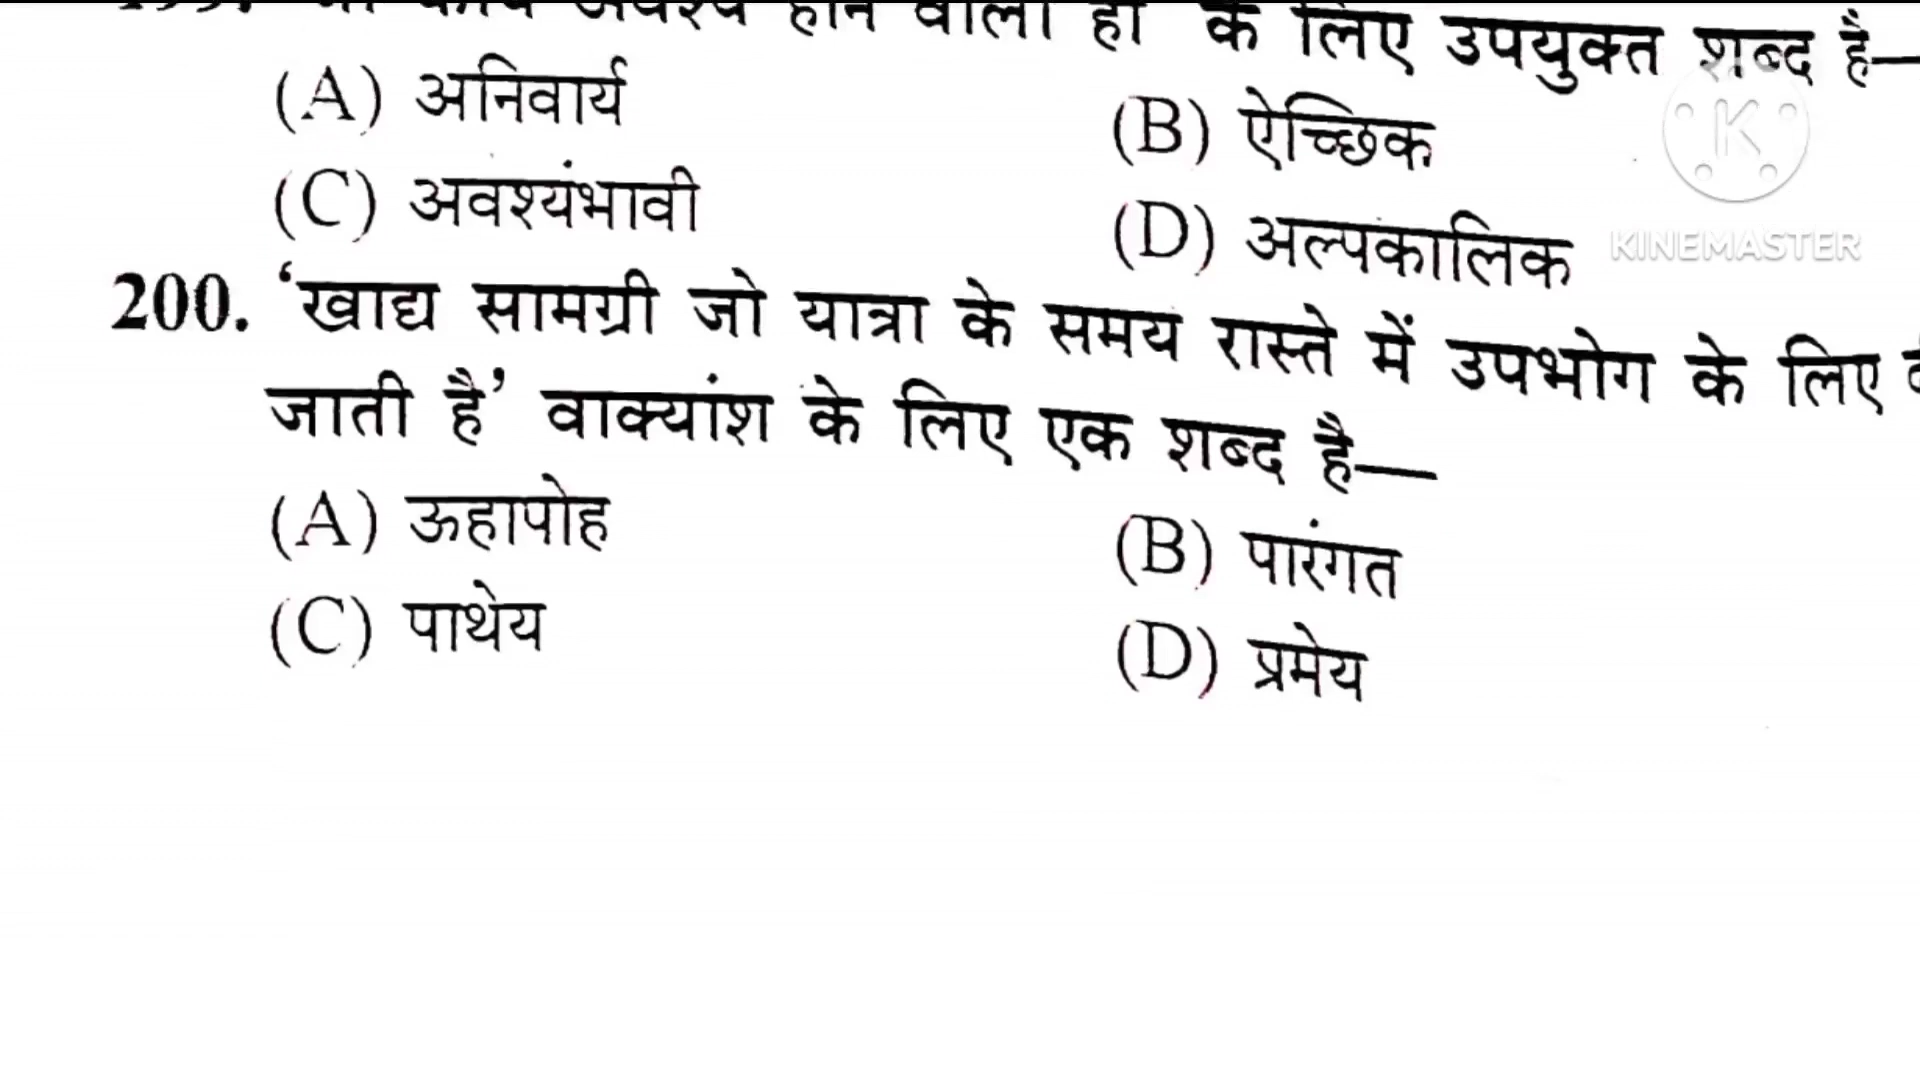 होने वाला हो’ के लिए उपयुक्त शब्द है—
(A) अनिवार्य
(B) ऐच्छिक
(C) अवश्यंभावी
(D) अल्पकालिक
200. ‘खाद्य सामग्री जो यात्रा के समय रास्ते में उपभोग के लिए
जाती है’ वाक्यांश के लिए एक शब्द है—
(A) ऊहापोह
(B) पारंगत
(C) पाथेय
(D) प्रमेय
K
KINEMASTER